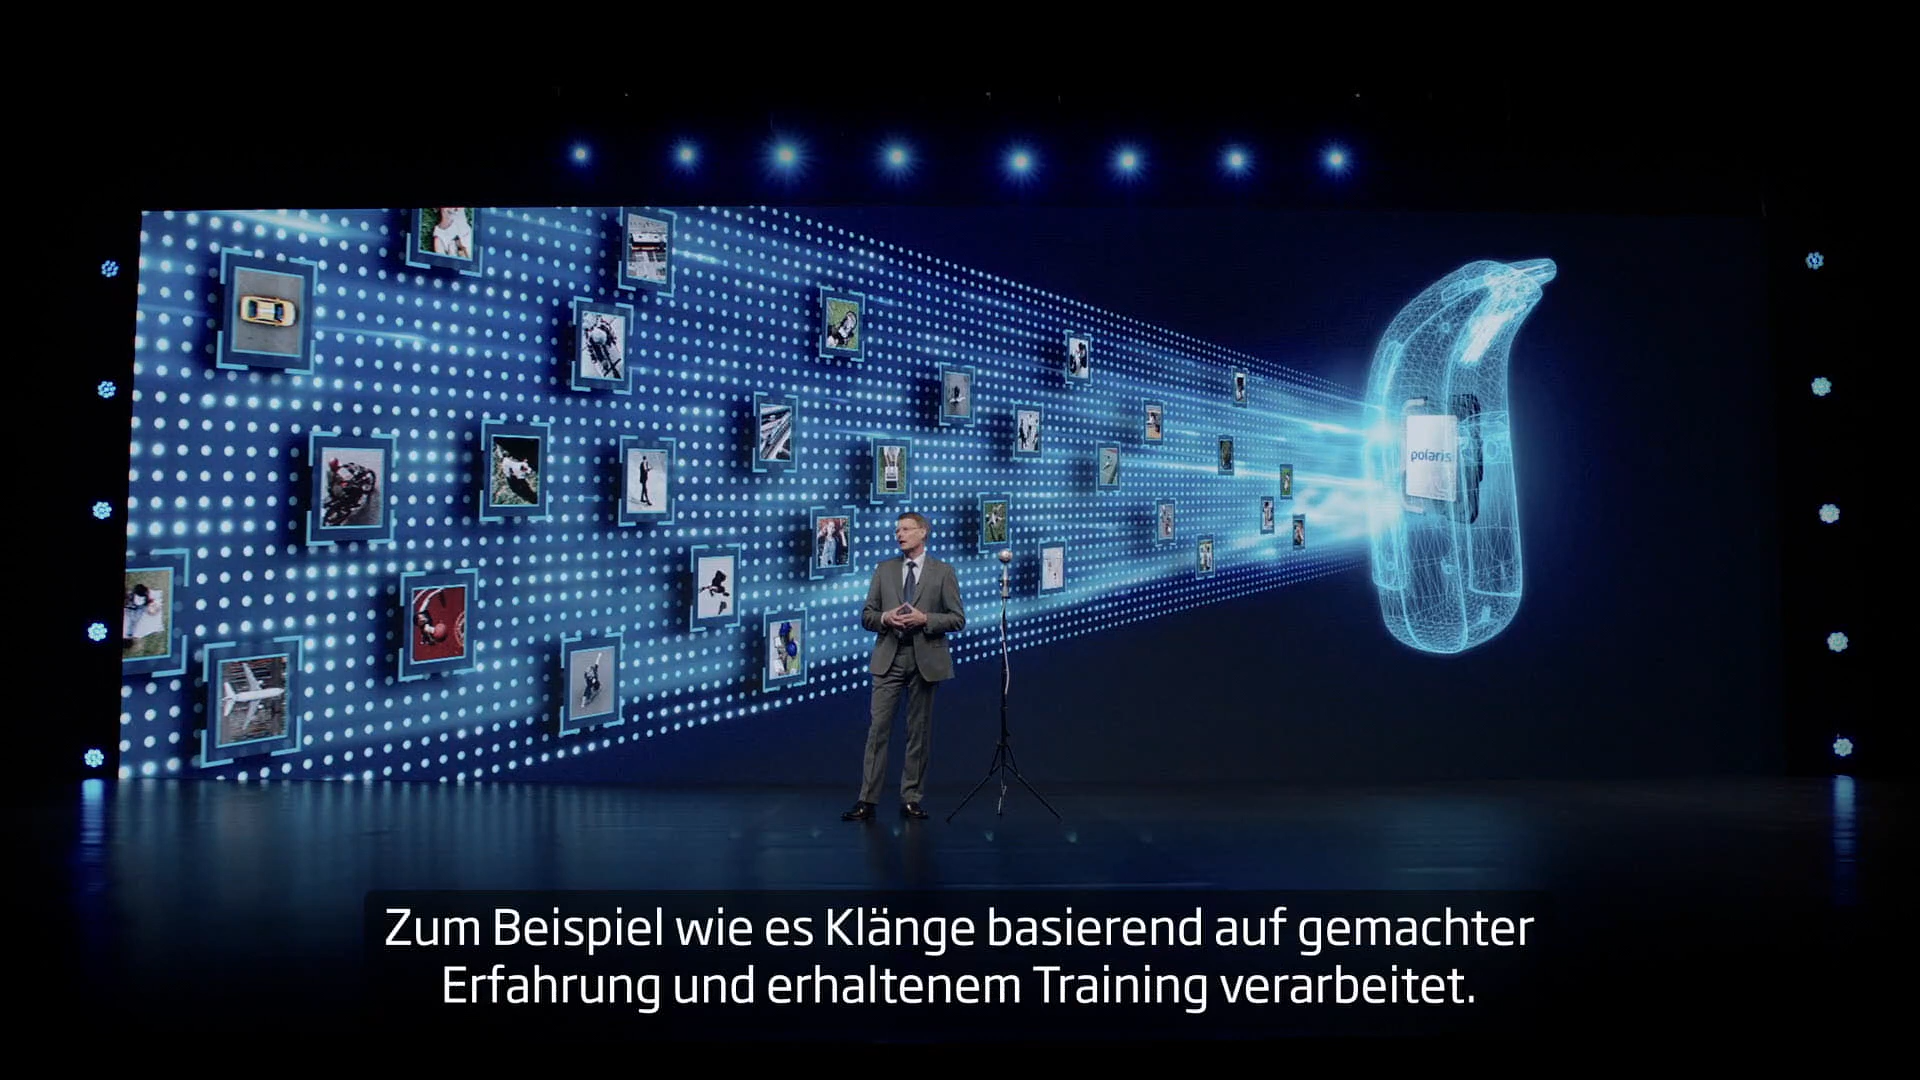 polaris
Zum Beispiel wie es Klänge basierend auf gemachter
Erfahrung und erhaltenem Training verarbeitet.